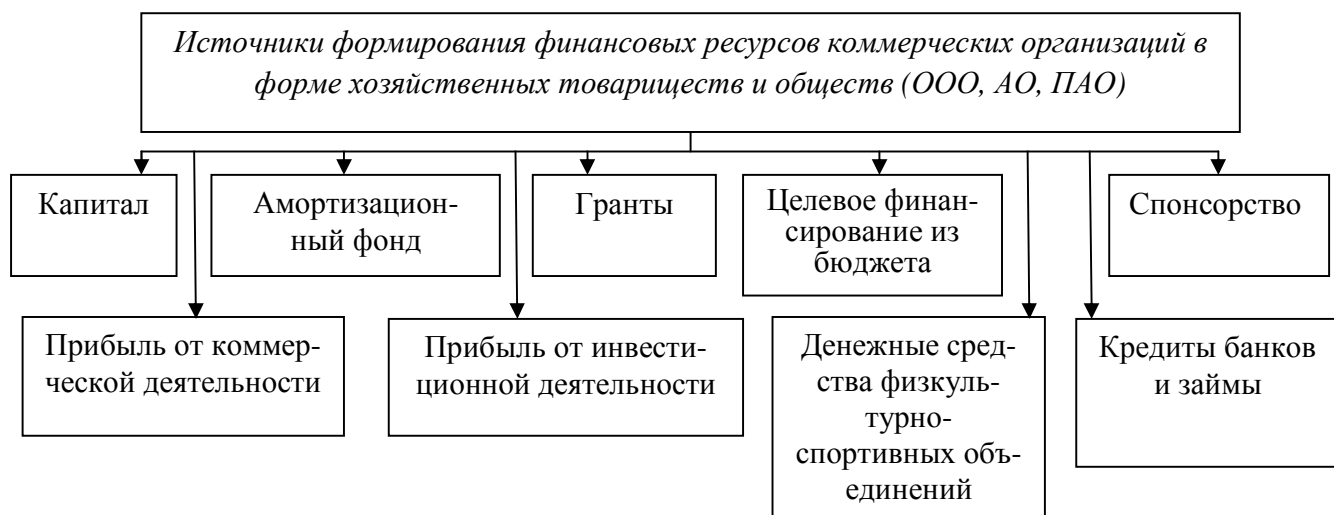 Источники формирования финансовых ресурсов коммерческих организаций в
форме хозяйственных товариществ и обществ (ООО, АО, ПАО)
Капитал
Амортизацион-
ный фонд
Гранты
Целевое финан-
сирование из
бюджета
Спонсорство
Прибыль от коммер-
ческой деятельности
Прибыль от инвести-
ционной деятельности
Денежные сред-
ства физкуль-
турно-
спортивных объ-
единений
Кредиты банков
и займы